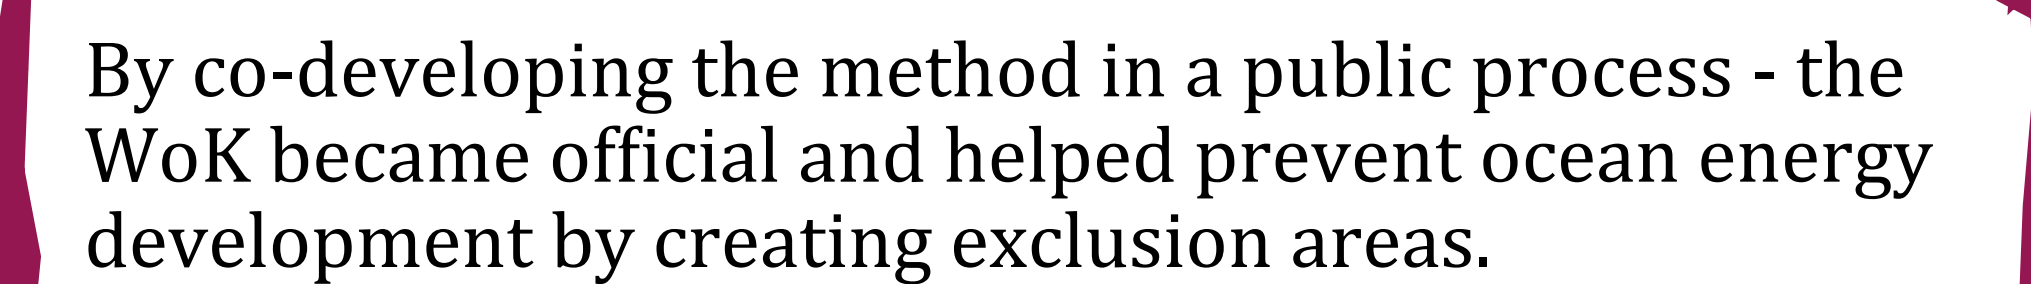 By co-developing the method in a public process - the
WoK became official and helped prevent ocean energy
development by creating exclusion areas.